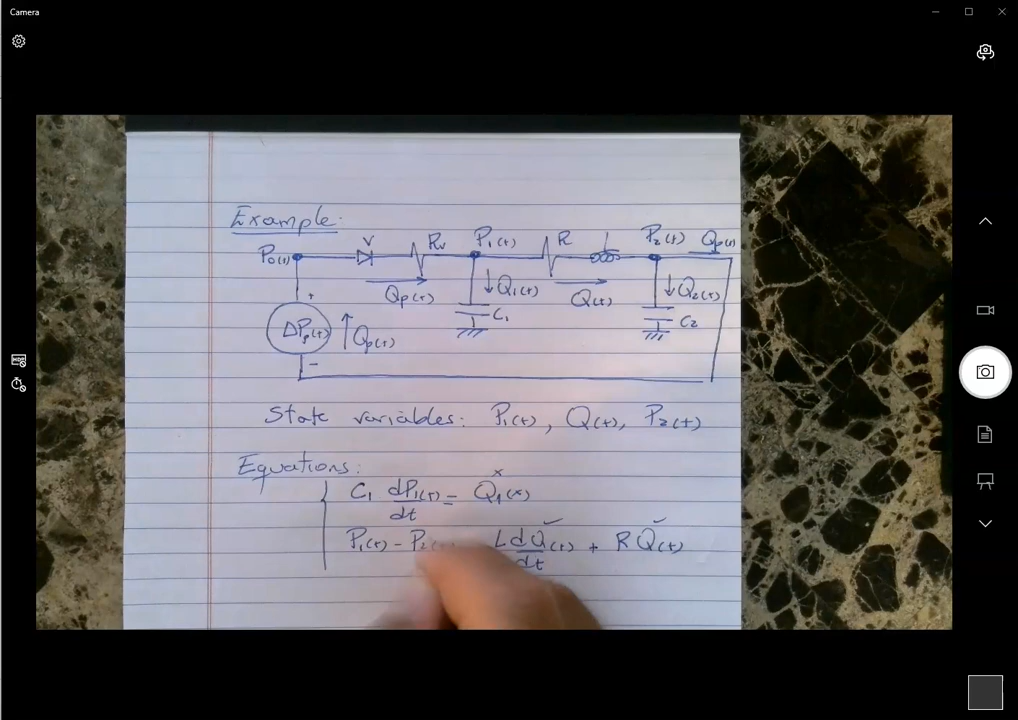 Camera
Example:
P0(t) V Rv P1(t) R L P2(t) Qp(t)
Qp(t) Q1(t) Q(t) Q2(t)
C1 C2
+
ΔPp(t) Qp(t)
-
State variables: P1(t), Q(t), P2(t)
Equations:
C1 dP1(t)/dt = Q1(t) x
P1(t) - P2(t) L dQ(t)/dt ✓ + R Q(t) ✓